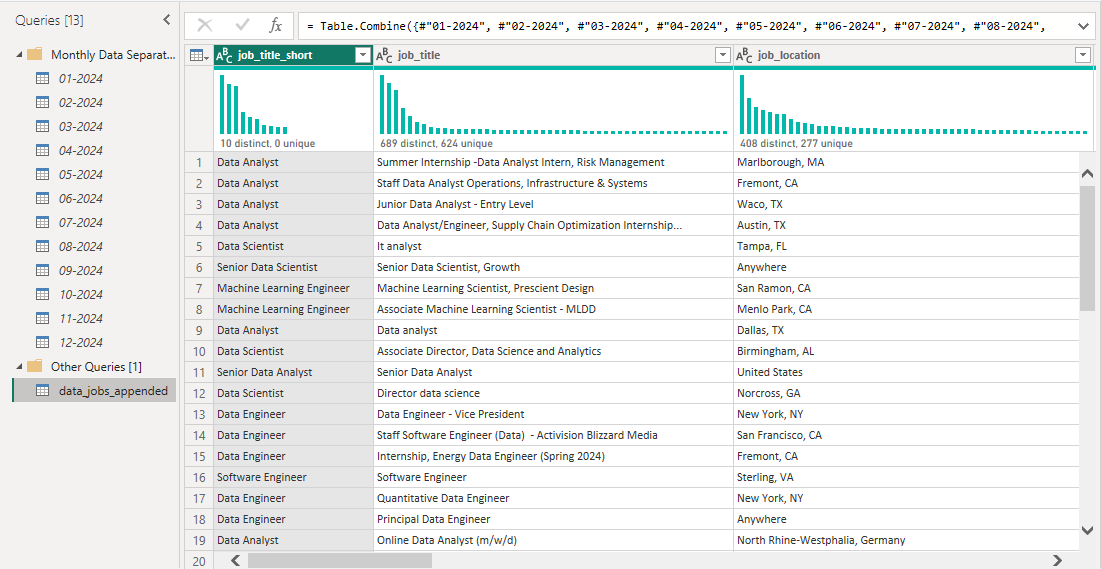 Queries [13]
= Table.Combine({#"01-2024", #"02-2024", #"03-2024", #"04-2024", #"05-2024", #"06-2024", #"07-2024", #"08-2024",
Monthly Data Separat...
01-2024
02-2024
03-2024
04-2024
05-2024
06-2024
07-2024
08-2024
09-2024
10-2024
11-2024
12-2024
Other Queries [1]
data_jobs_appended
ABC job_title_short ABC job_title ABC job_location
10 distinct, 0 unique 689 distinct, 624 unique 408 distinct, 277 unique
1 Data Analyst Summer Internship -Data Analyst Intern, Risk Management Marlborough, MA
2 Data Analyst Staff Data Analyst Operations, Infrastructure & Systems Fremont, CA
3 Data Analyst Junior Data Analyst - Entry Level Waco, TX
4 Data Analyst Data Analyst/Engineer, Supply Chain Optimization Internship... Austin, TX
5 Data Scientist It analyst Tampa, FL
6 Senior Data Scientist Senior Data Scientist, Growth Anywhere
7 Machine Learning Engineer Machine Learning Scientist, Prescient Design San Ramon, CA
8 Machine Learning Engineer Associate Machine Learning Scientist - MLDD Menlo Park, CA
9 Data Analyst Data analyst Dallas, TX
10 Data Scientist Associate Director, Data Science and Analytics Birmingham, AL
11 Senior Data Analyst Senior Data Analyst United States
12 Data Scientist Director data science Norcross, GA
13 Data Engineer Data Engineer - Vice President New York, NY
14 Data Engineer Staff Software Engineer (Data)  - Activision Blizzard Media San Francisco, CA
15 Data Engineer Internship, Energy Data Engineer (Spring 2024) Fremont, CA
16 Software Engineer Software Engineer Sterling, VA
17 Data Engineer Quantitative Data Engineer New York, NY
18 Data Engineer Principal Data Engineer Anywhere
19 Data Analyst Online Data Analyst (m/w/d) North Rhine-Westphalia, Germany
20